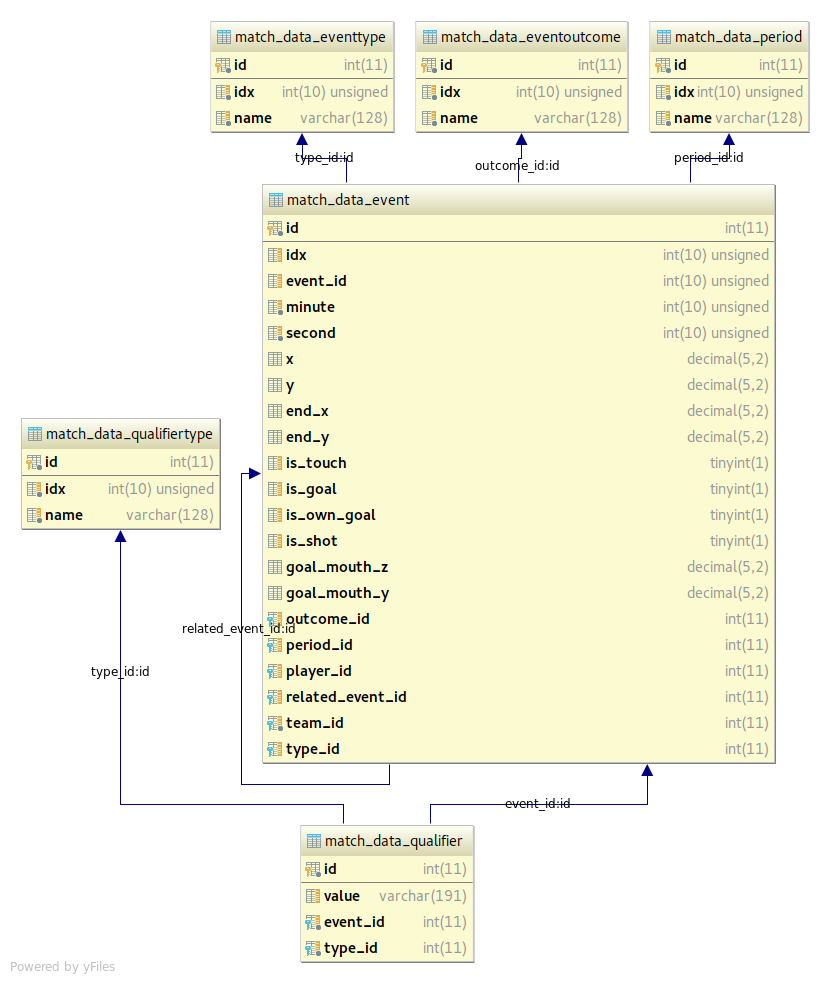 match_data_eventtype
id int(11)
idx int(10) unsigned
name varchar(128)
match_data_eventoutcome
id int(11)
idx int(10) unsigned
name varchar(128)
match_data_period
id int(11)
idx int(10) unsigned
name varchar(128)
type_id:id
outcome_id:id
period_id:id
match_data_event
id int(11)
idx int(10) unsigned
event_id int(10) unsigned
minute int(10) unsigned
second int(10) unsigned
x decimal(5,2)
y decimal(5,2)
end_x decimal(5,2)
end_y decimal(5,2)
is_touch tinyint(1)
is_goal tinyint(1)
is_own_goal tinyint(1)
is_shot tinyint(1)
goal_mouth_z decimal(5,2)
goal_mouth_y decimal(5,2)
outcome_id int(11)
period_id int(11)
player_id int(11)
related_event_id int(11)
team_id int(11)
type_id int(11)
match_data_qualifiertype
id int(11)
idx int(10) unsigned
name varchar(128)
related_event_id:id
type_id:id
event_id:id
match_data_qualifier
id int(11)
value varchar(191)
event_id int(11)
type_id int(11)
Powered by yFiles